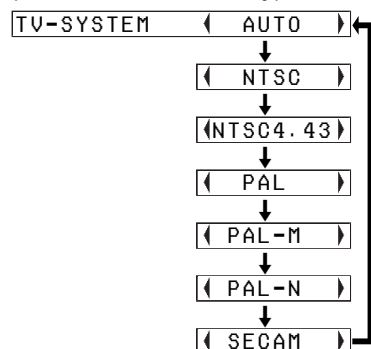 TV-SYSTEM AUTO
NTSC
NTSC4.43
PAL
PAL-M
PAL-N
SECAM